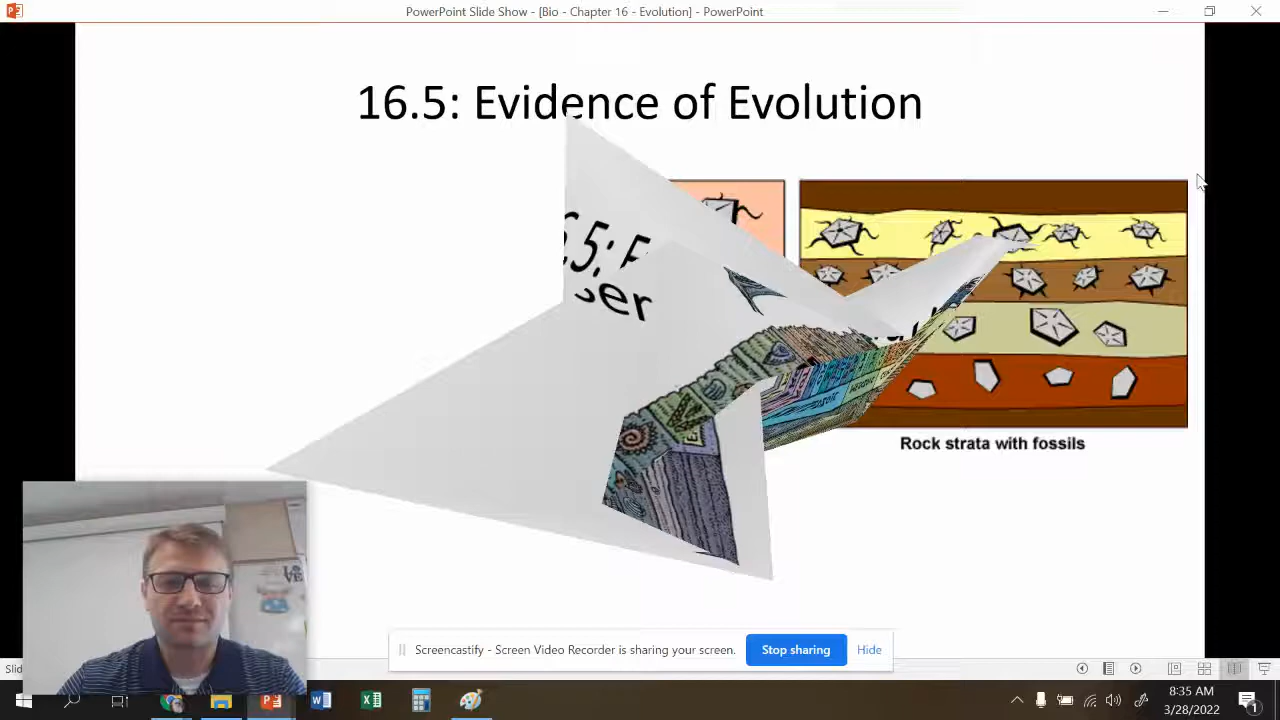 PowerPoint Slide Show - [Bio - Chapter 16 - Evolution] - PowerPoint
16.5: Evidence of Evolution
Rock strata with fossils
Screencastify - Screen Video Recorder is sharing your screen.
Stop sharing
Hide
8:35 AM
3/28/2022
1